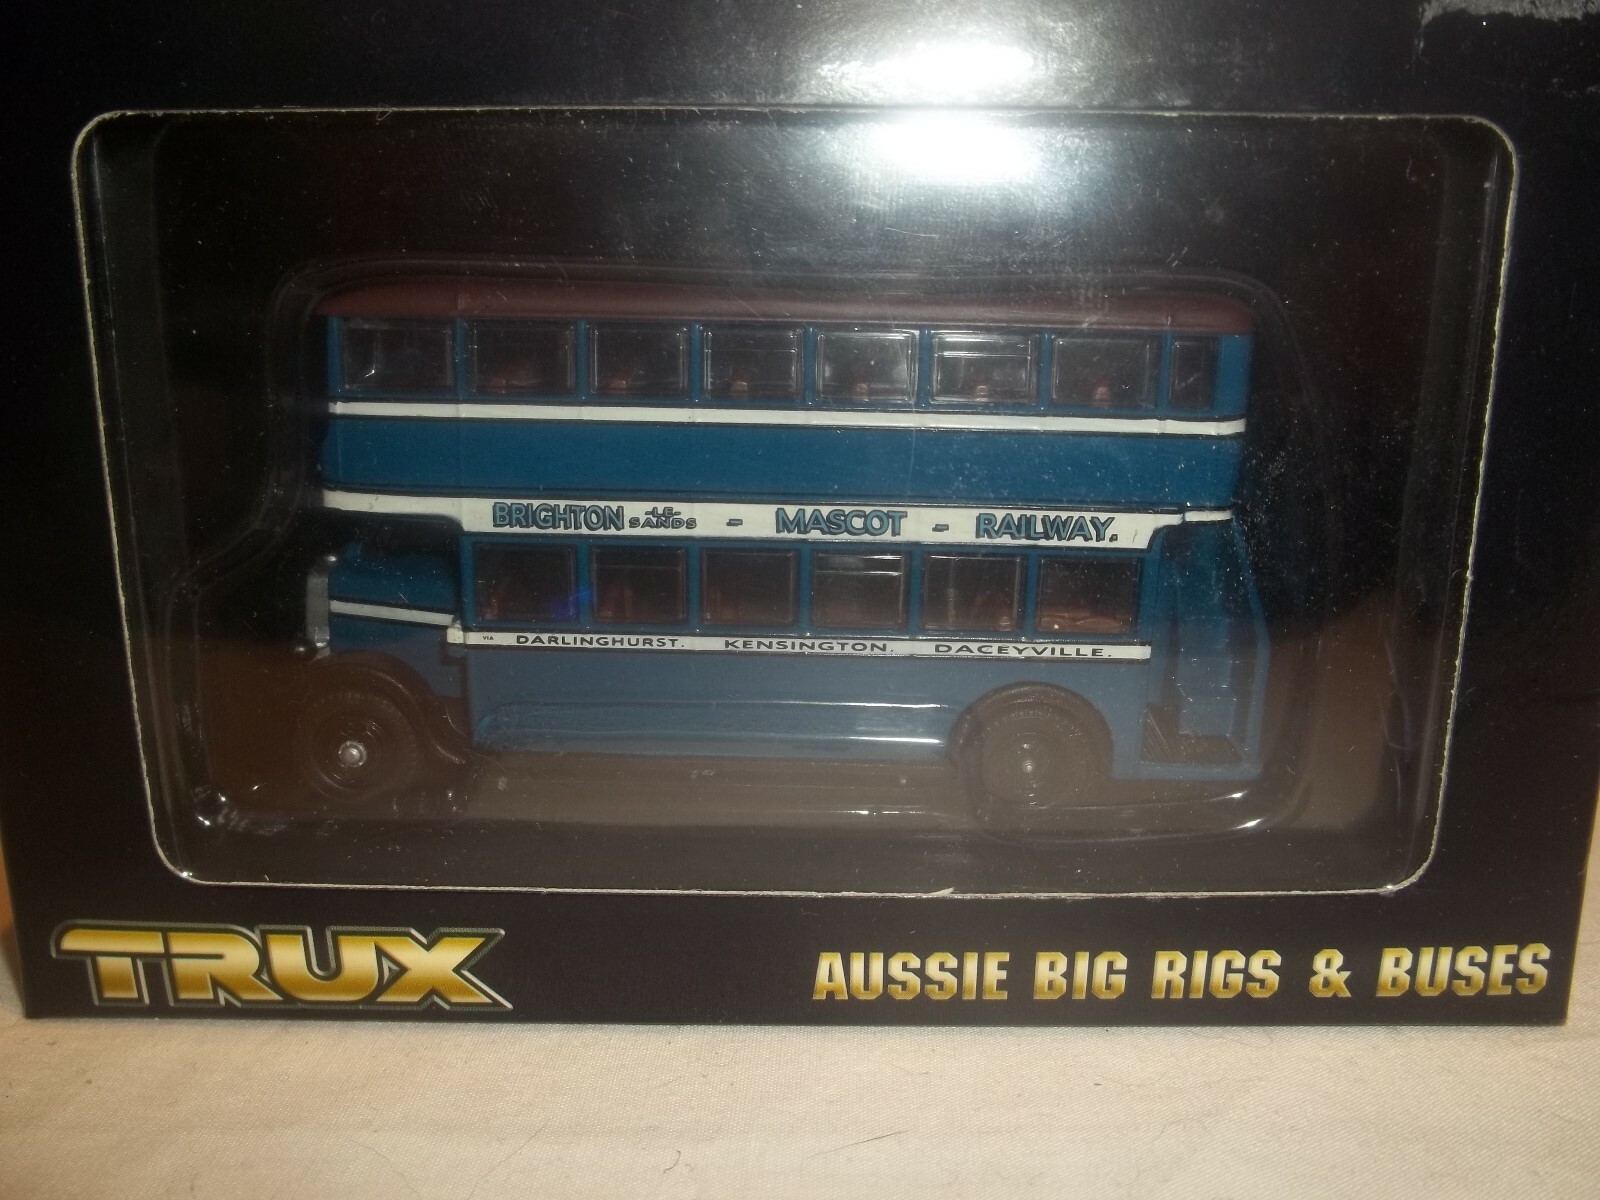 BRIGHTON -LE- SANDS - MASCOT - RAILWAY.
VIA DARLINGHURST. KENSINGTON. DACEYVILLE.
TRUX
AUSSIE BIG RIGS & BUSES